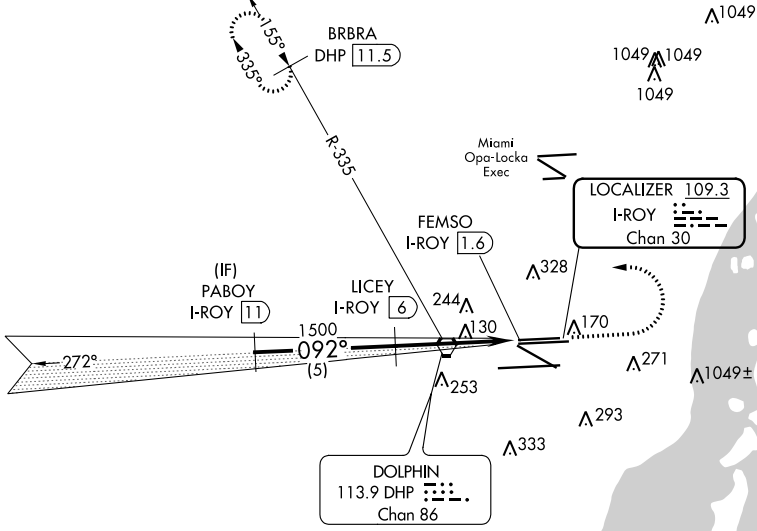 1049
1049 1049
1049
155°
335°
BRBRA
DHP 11.5
R-335
Miami
Opa-Locka
Exec
LOCALIZER 109.3
I-ROY
Chan 30
FEMSO
I-ROY 1.6
328
(IF)
PABOY
I-ROY 11
LICEY
I-ROY 6
244
130
170
1500
092°
(5)
272°
271
1049±
253
293
333
DOLPHIN
113.9 DHP
Chan 86